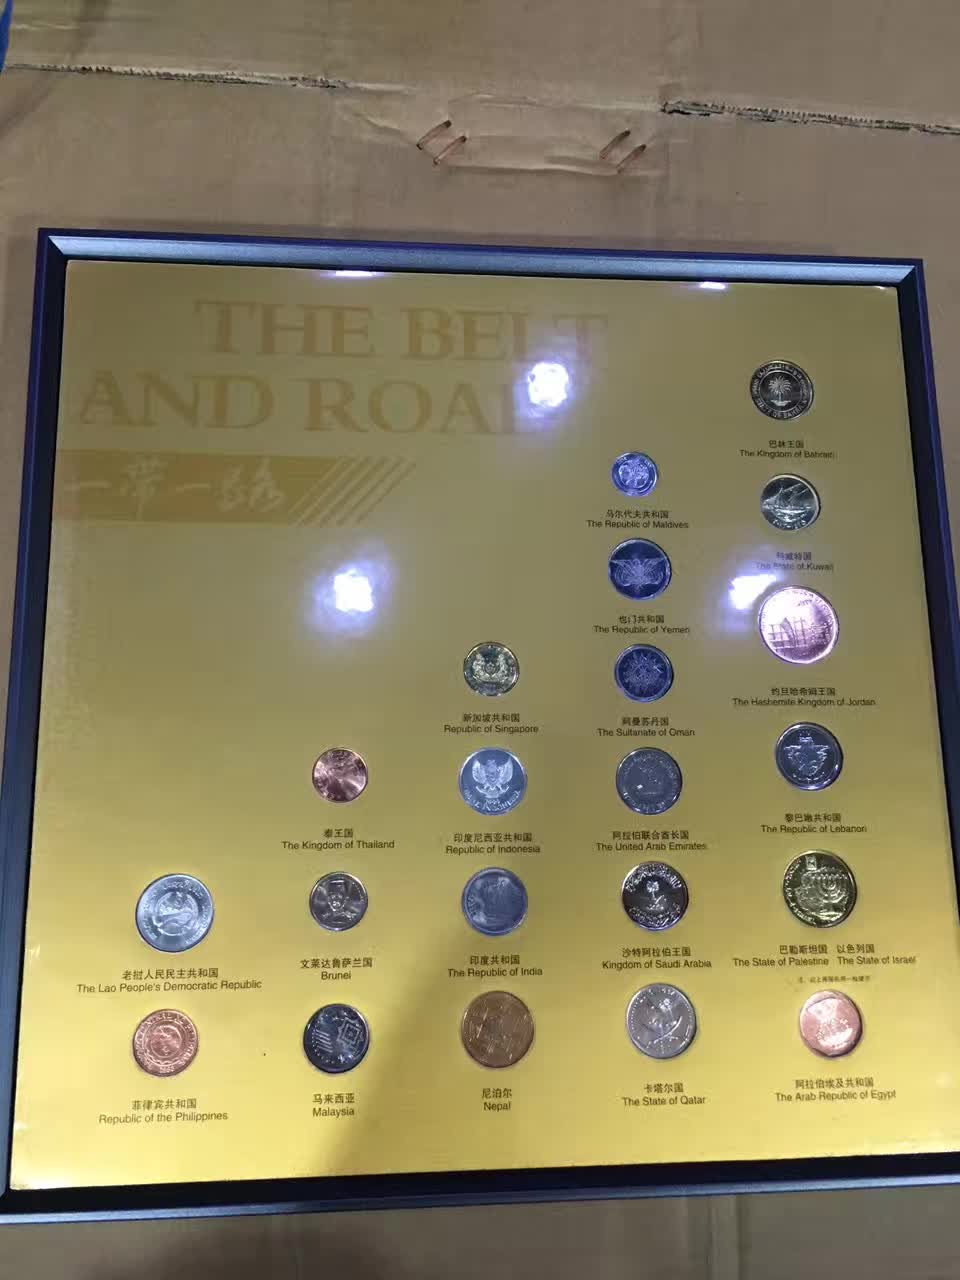 THE BELT
AND ROAD
一带一路
巴林王国
The Kingdom of Bahrain
马尔代夫共和国
The Republic of Maldives
科威特国
The State of Kuwait
也门共和国
The Republic of Yemen
约旦哈希姆王国
The Hashemite Kingdom of Jordan
新加坡共和国
Republic of Singapore
阿曼苏丹国
The Sultanate of Oman
泰王国
The Kingdom of Thailand
印度尼西亚共和国
Republic of Indonesia
阿拉伯联合酋长国
The United Arab Emirates
黎巴嫩共和国
The Republic of Lebanon
老挝人民民主共和国
The Lao People's Democratic Republic
文莱达鲁萨兰国
Brunei
印度共和国
The Republic of India
沙特阿拉伯王国
Kingdom of Saudi Arabia
巴勒斯坦国 以色列国
The State of Palestine The State of Israel
菲律宾共和国
Republic of the Philippines
马来西亚
Malaysia
尼泊尔
Nepal
卡塔尔国
The State of Qatar
阿拉伯埃及共和国
The Arab Republic of Egypt